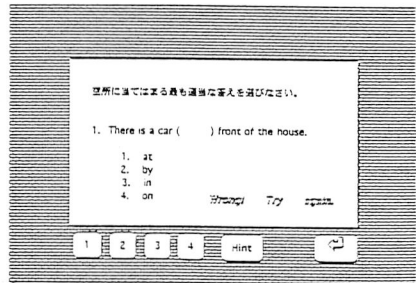 空所に当てはまる最も適当な答えを選びなさい。
1. There is a car (　　) front of the house.
1. at
2. by
3. in
4. on
Wrong! Try again.
1 2 3 4 Hint